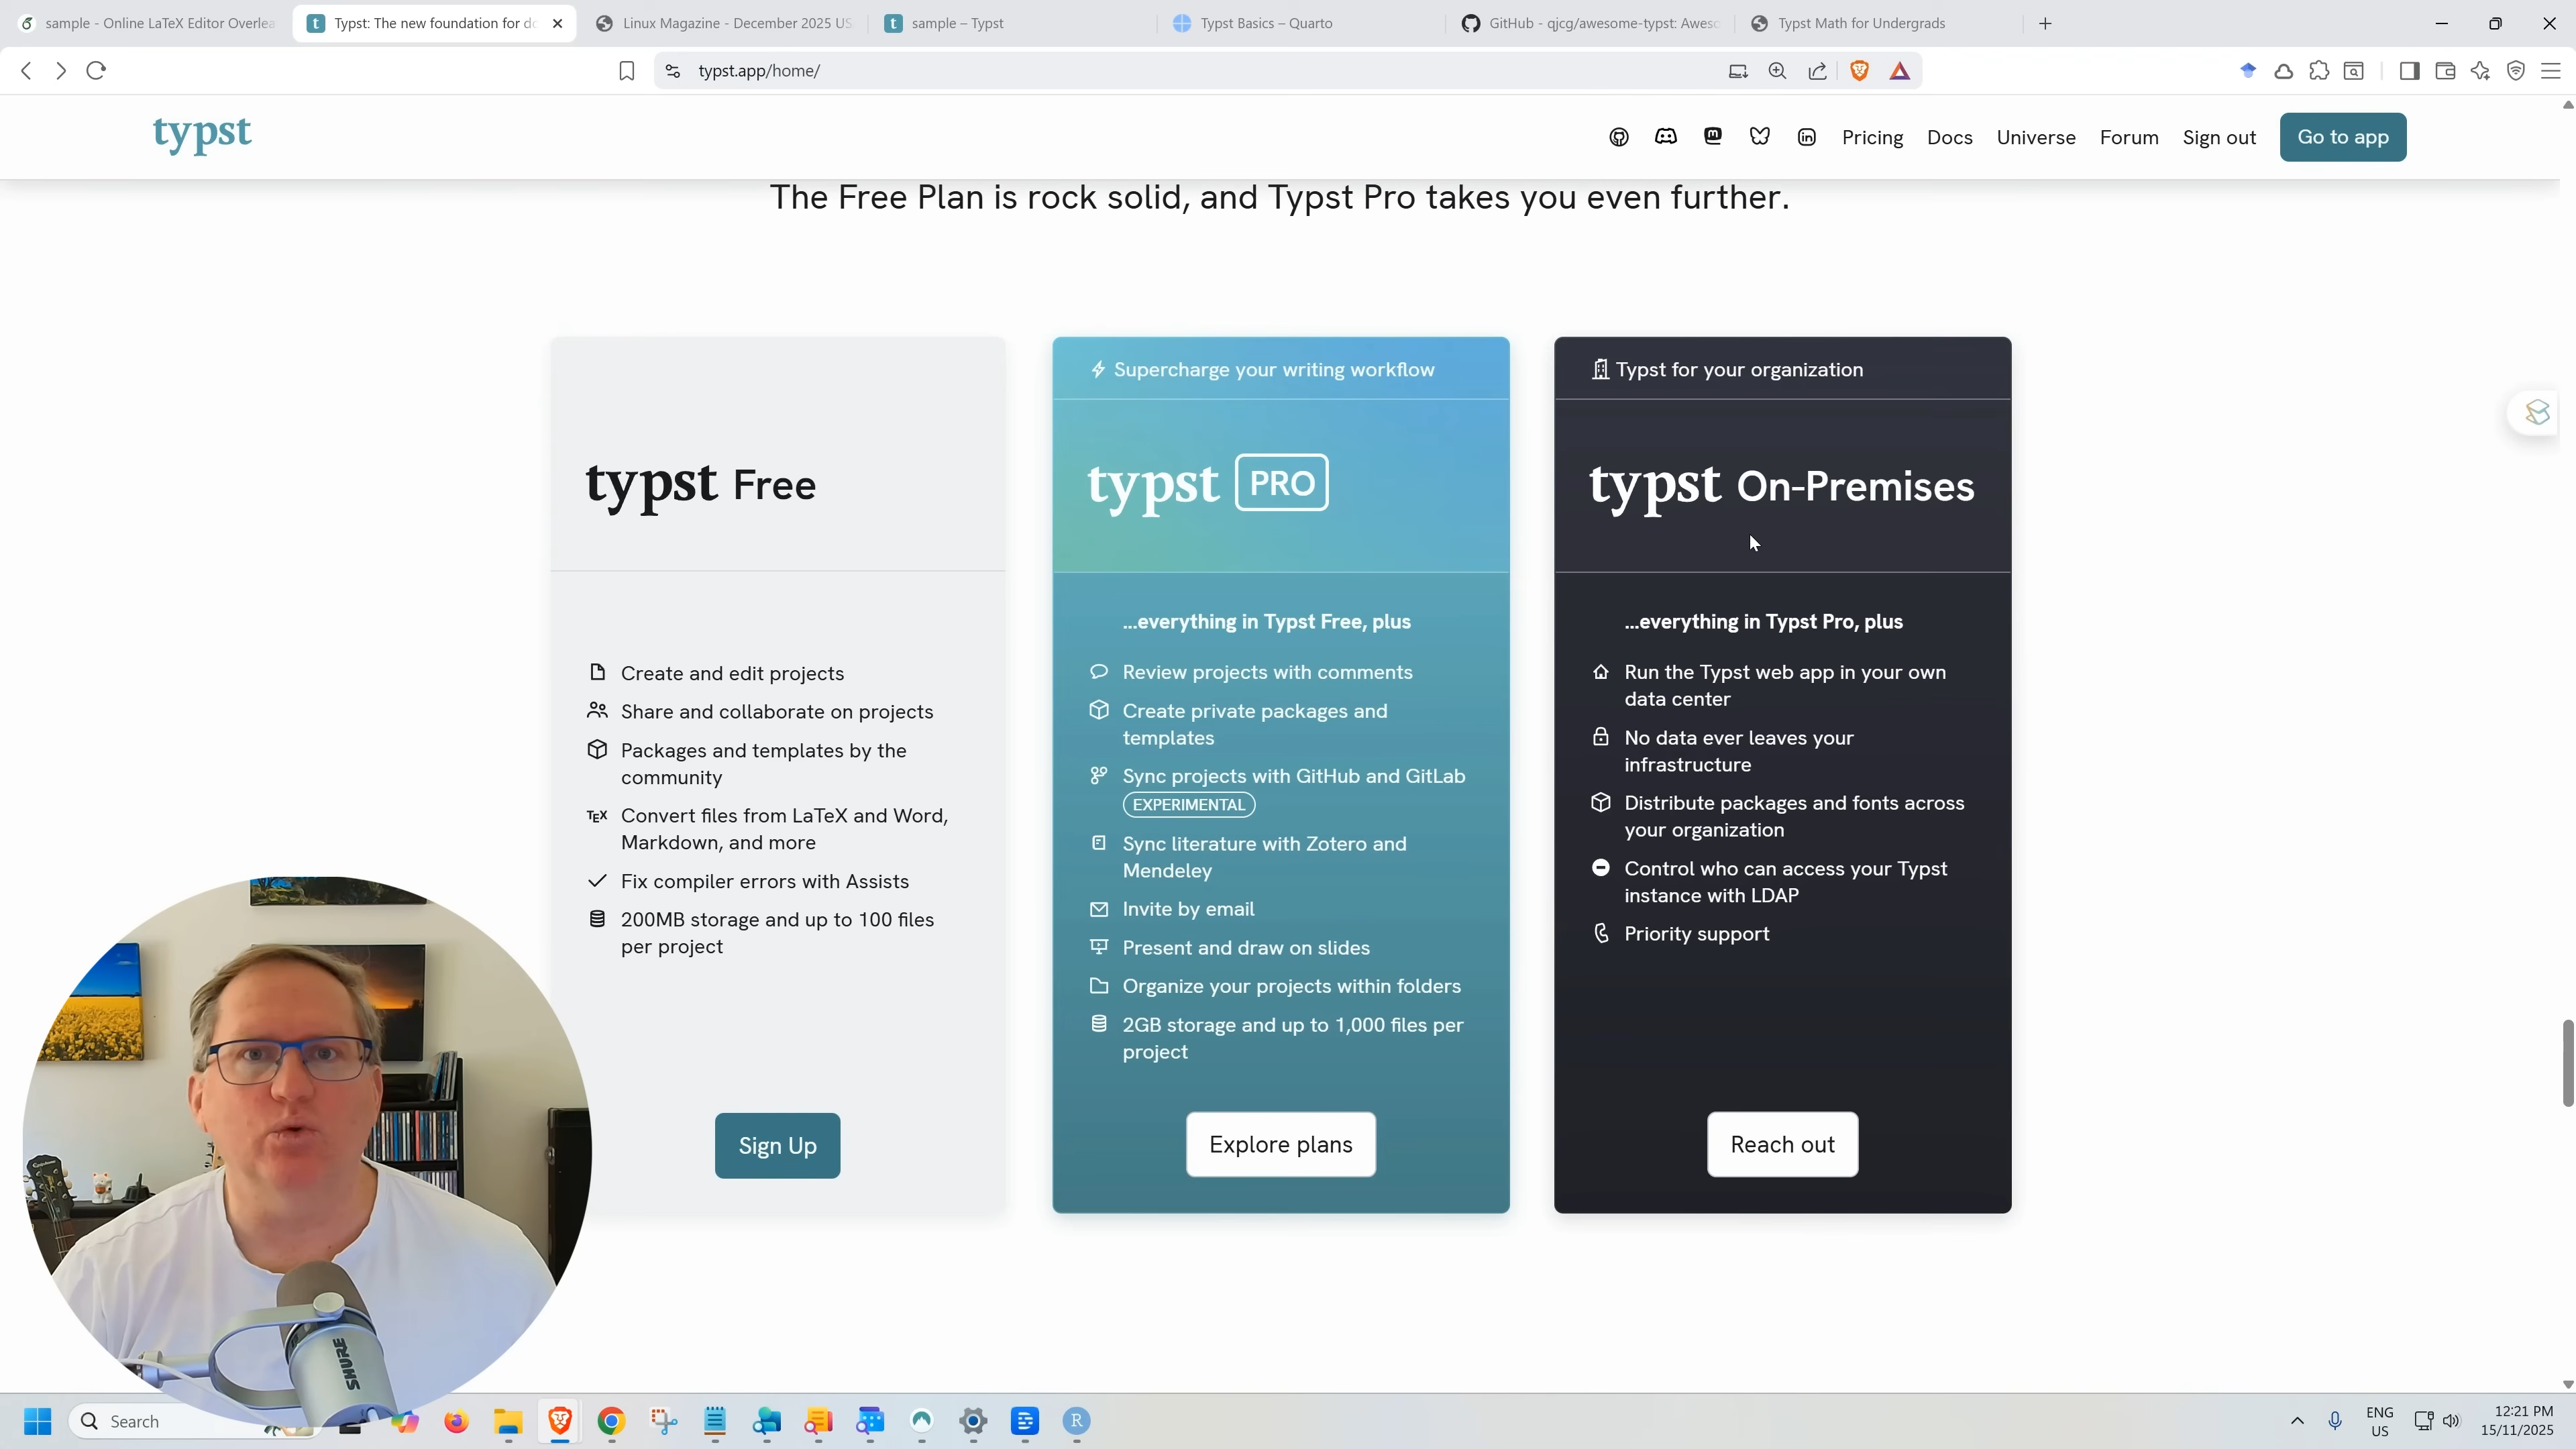 sample - Online LaTeX Editor Overlea
Typst: The new foundation for do
Linux Magazine - December 2025 US
sample – Typst
Typst Basics – Quarto
GitHub - qjcg/awesome-typst: Aweso
Typst Math for Undergrads
typst.app/home/
typst
Pricing
Docs
Universe
Forum
Sign out
Go to app
The Free Plan is rock solid, and Typst Pro takes you even further.
typst Free
Create and edit projects
Share and collaborate on projects
Packages and templates by the
community
TEX
Convert files from LaTeX and Word,
Markdown, and more
Fix compiler errors with Assists
200MB storage and up to 100 files
per project
Sign Up
Supercharge your writing workflow
typst PRO
...everything in Typst Free, plus
Review projects with comments
Create private packages and
templates
Sync projects with GitHub and GitLab
EXPERIMENTAL
Sync literature with Zotero and
Mendeley
Invite by email
Present and draw on slides
Organize your projects within folders
2GB storage and up to 1,000 files per
project
Explore plans
Typst for your organization
typst On-Premises
...everything in Typst Pro, plus
Run the Typst web app in your own
data center
No data ever leaves your
infrastructure
Distribute packages and fonts across
your organization
Control who can access your Typst
instance with LDAP
Priority support
Reach out
SHURE
Search
ENG
US
12:21 PM
15/11/2025